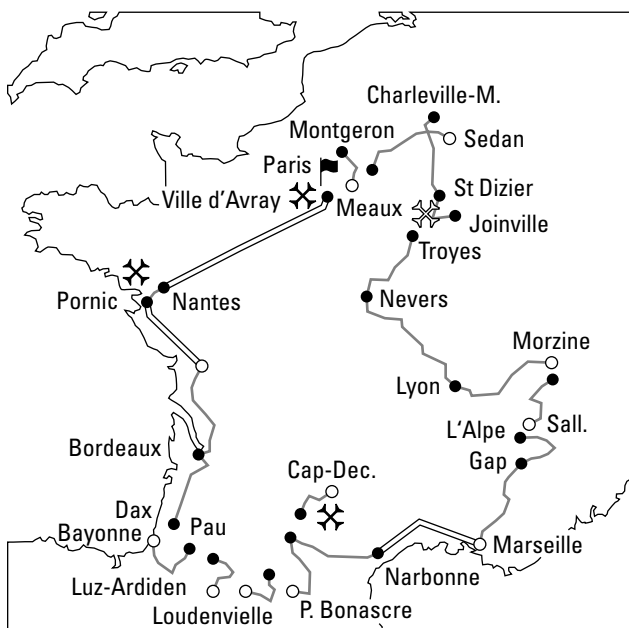 Charleville-M.
Montgeron
Sedan
Paris
Ville d'Avray
St Dizier
Meaux
Joinville
Troyes
Pornic
Nantes
Nevers
Morzine
Lyon
L'Alpe
Sall.
Bordeaux
Gap
Cap-Dec.
Dax
Bayonne
Pau
Marseille
Luz-Ardiden
Narbonne
Loudenvielle
P. Bonascre